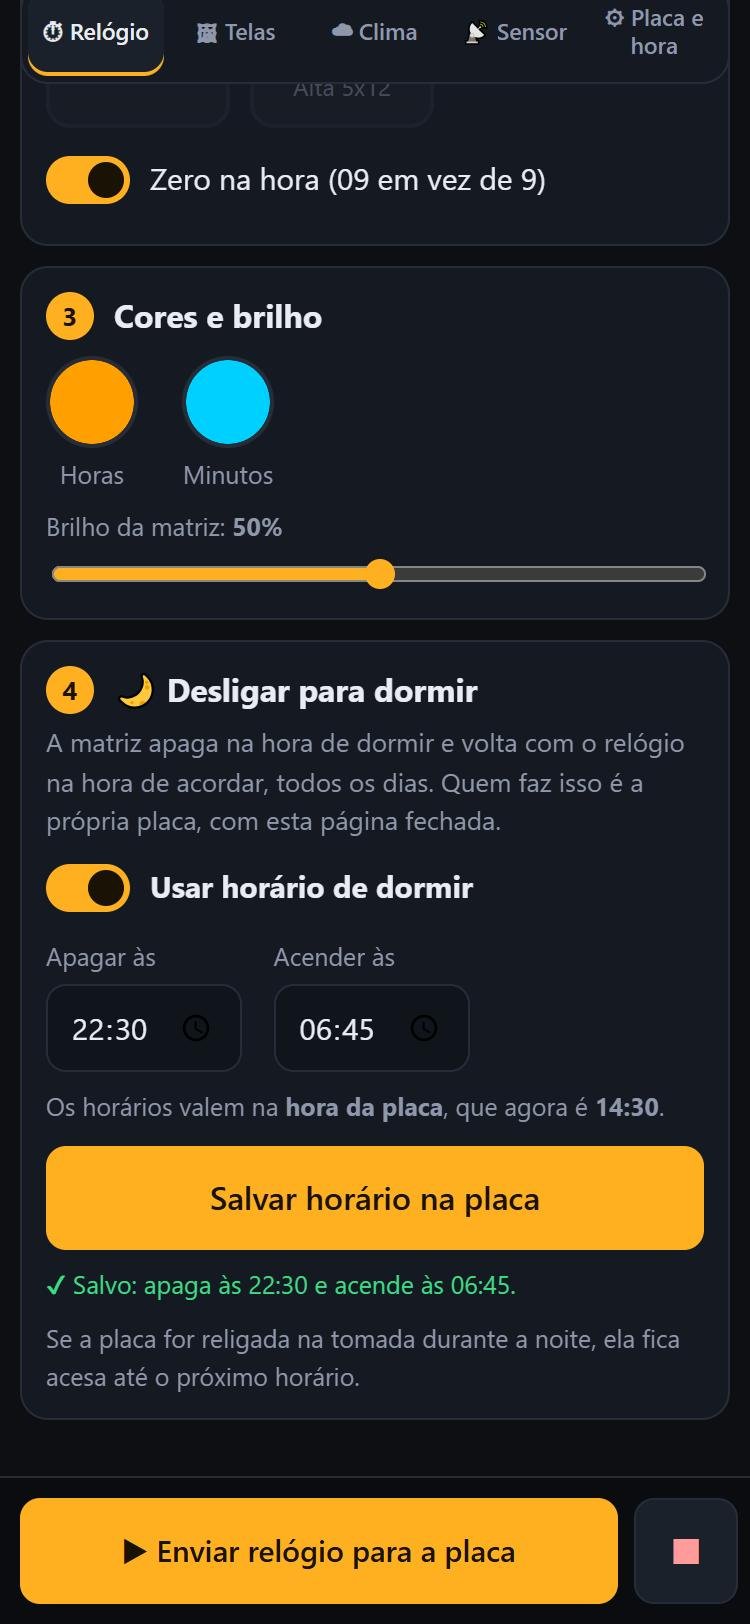 Relógio
Telas
Clima
Sensor
Placa e
hora
Alta 5x12
Zero na hora (09 em vez de 9)
3 Cores e brilho
Horas
Minutos
Brilho da matriz: 50%
4 Desligar para dormir
A matriz apaga na hora de dormir e volta com o relógio
na hora de acordar, todos os dias. Quem faz isso é a
própria placa, com esta página fechada.
Usar horário de dormir
Apagar às
Acender às
22:30
06:45
Os horários valem na hora da placa, que agora é 14:30.
Salvar horário na placa
✓ Salvo: apaga às 22:30 e acende às 06:45.
Se a placa for religada na tomada durante a noite, ela fica
acesa até o próximo horário.
▶ Enviar relógio para a placa